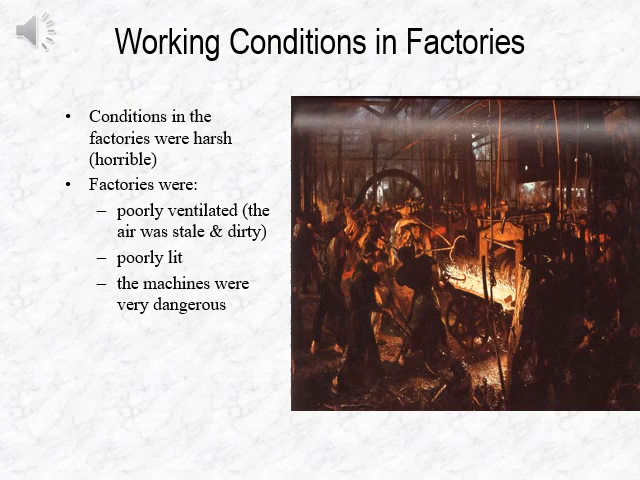 Working Conditions in Factories
• Conditions in the
factories were harsh
(horrible)
• Factories were:
– poorly ventilated (the
air was stale & dirty)
– poorly lit
– the machines were
very dangerous